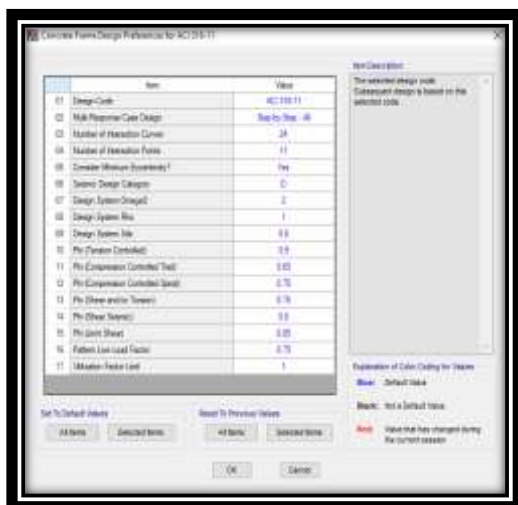 Concrete Frame Design Preferences for ACI 318-11
Item Value
01 Design Code ACI 318-11
02 Multi-Response Case Design Step-by-Step - All
03 Number of Interaction Curves 24
04 Number of Interaction Points 11
05 Consider Minimum Eccentricity? Yes
06 Seismic Design Category D
07 Design System Omega0 2
08 Design System Rho 1
09 Design System Sds
10 Phi (Tension Controlled) 0.9
11 Phi (Compression Controlled Tied) 0.65
12 Phi (Compression Controlled Spiral) 0.75
13 Phi (Shear and/or Torsion) 0.75
14 Phi (Shear Seismic) 0.6
15 Phi (Joint Shear) 0.85
16 Pattern Live Load Factor 0.75
17 Utilization Factor Limit 1
Item Description
The selected design code.
Subsequent design is based on this
selected code.
Explanation of Color Coding for Values
Blue: Default Value
Black: Not a Default Value
Red: Value that has changed during
the current session
Set To Default Values
All Items Selected Items
Reset To Previous Values
All Items Selected Items
OK Cancel